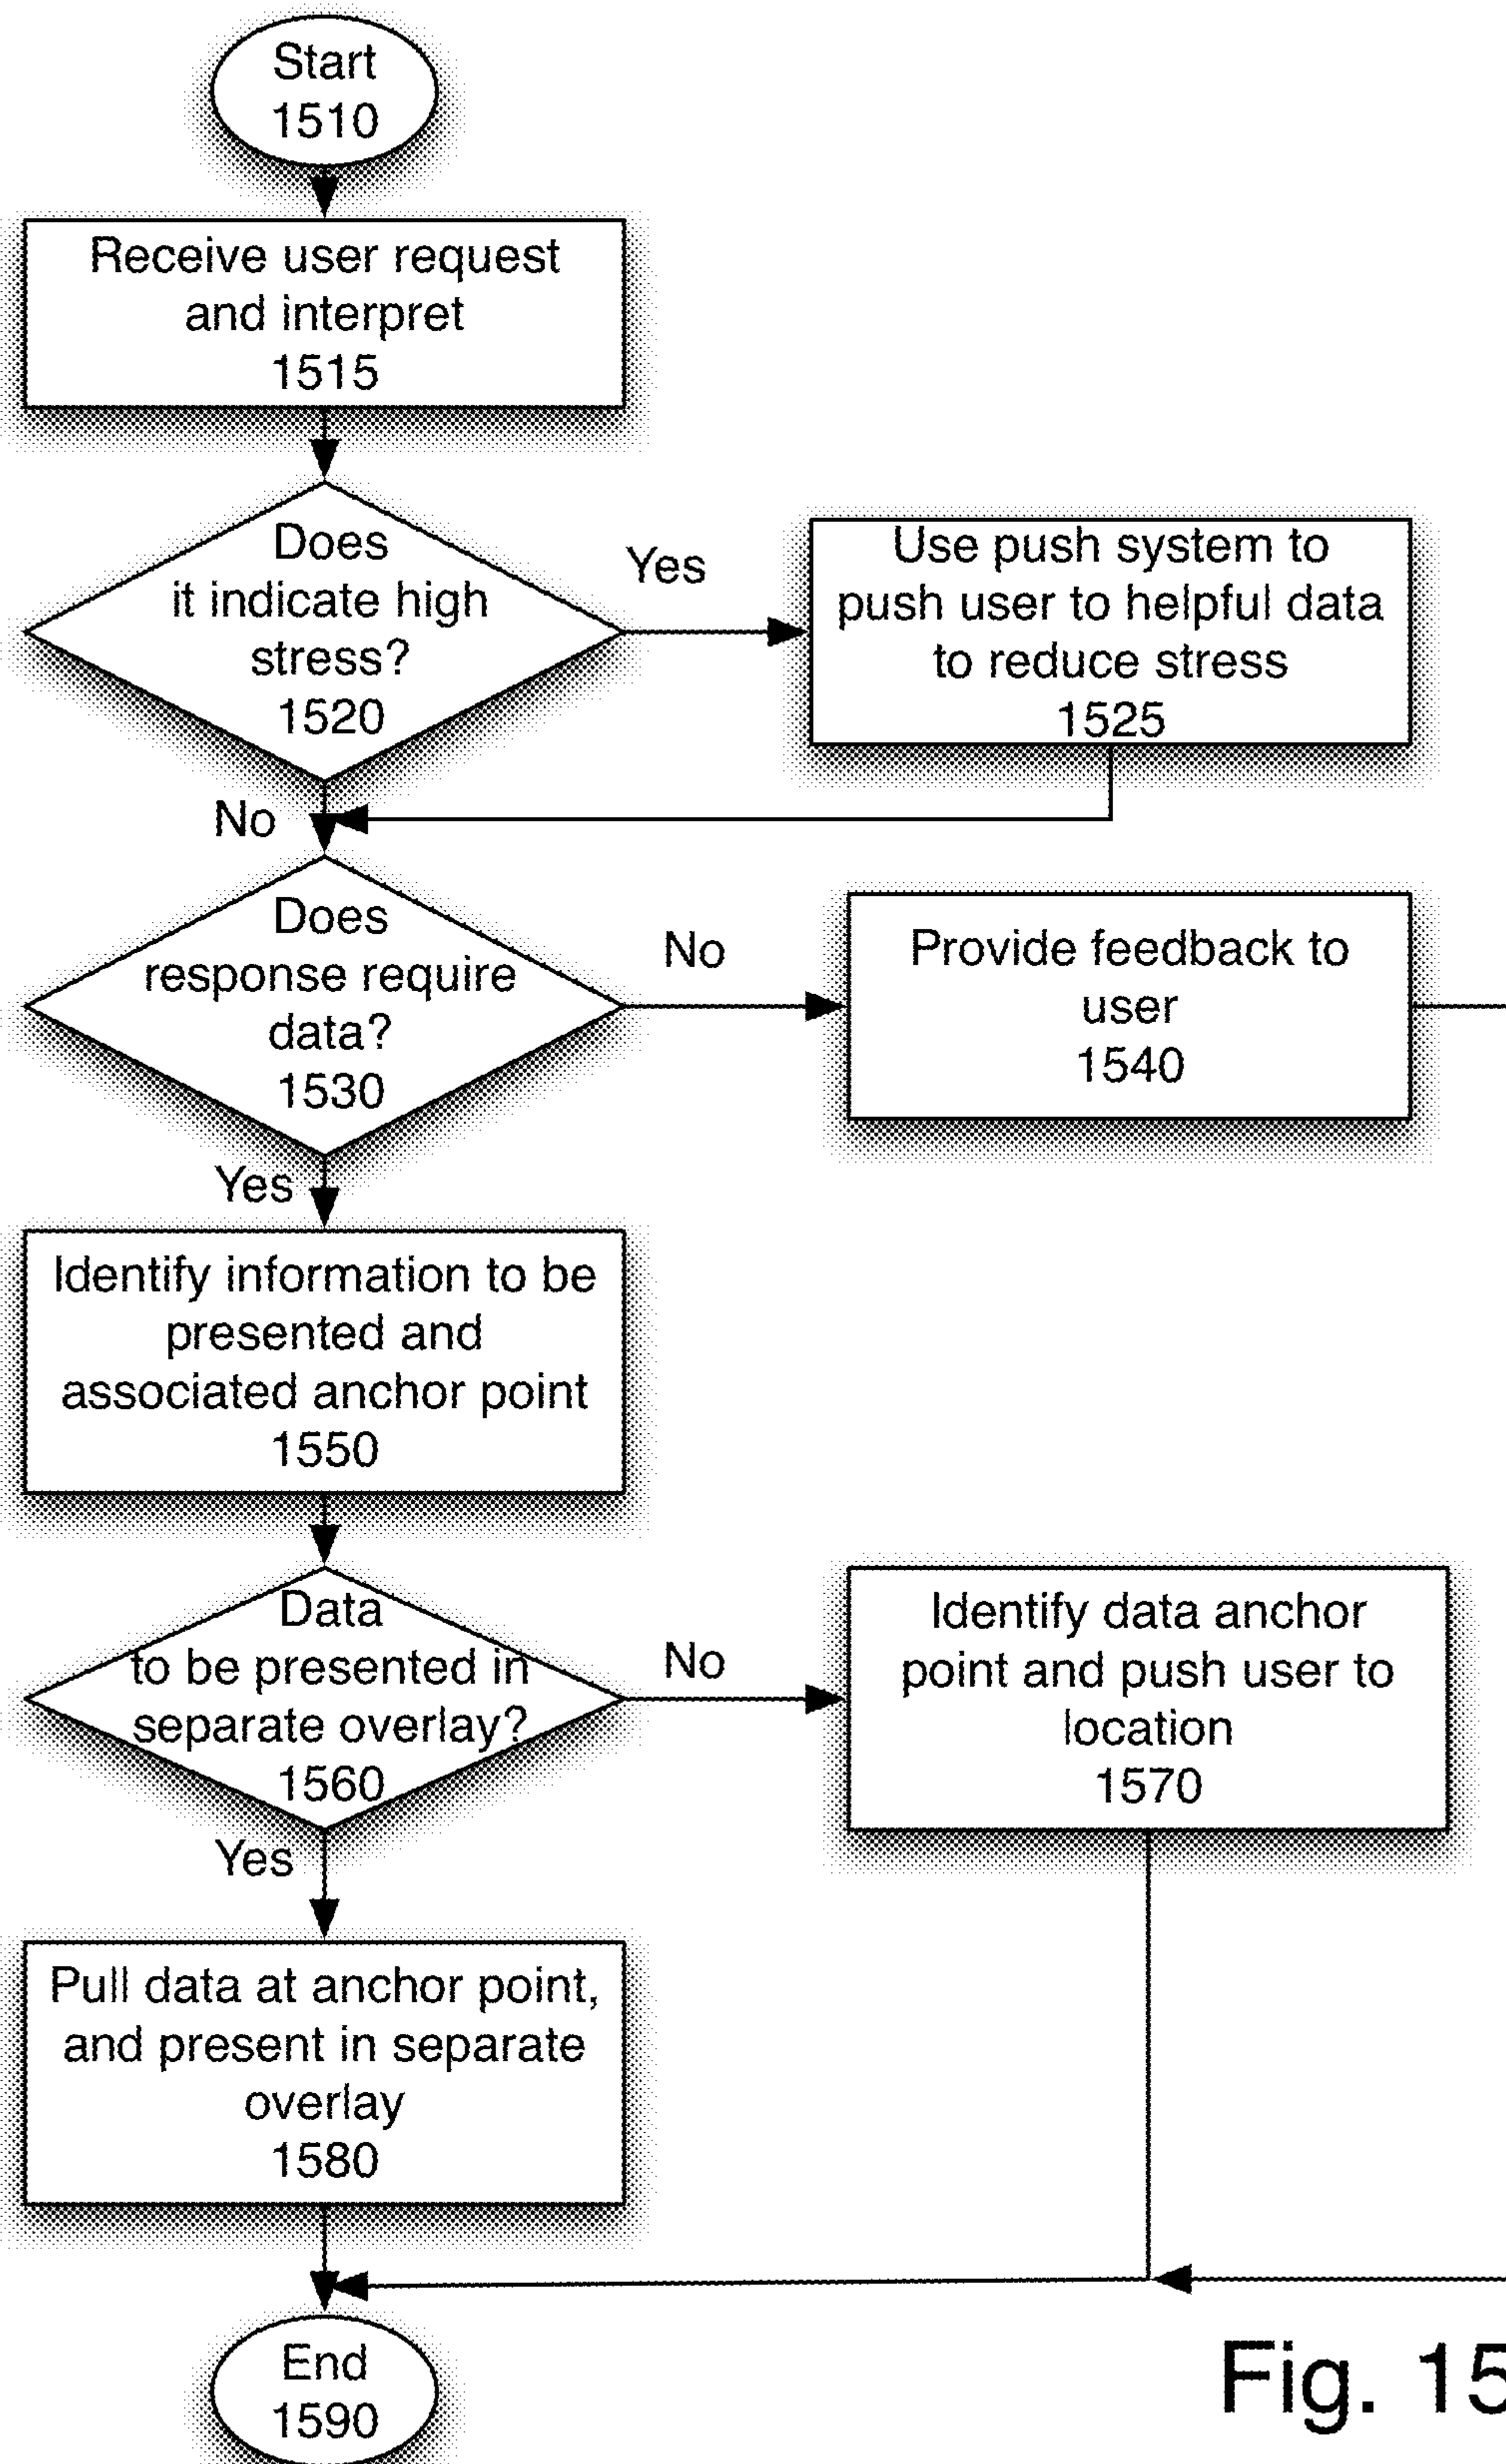 Start
1510
Receive user request
and interpret
1515
Does
it indicate high
stress?
1520
Yes
Use push system to
push user to helpful data
to reduce stress
1525
No
Does
response require
data?
1530
No
Provide feedback to
user
1540
Yes
Identify information to be
presented and
associated anchor point
1550
Data
to be presented in
separate overlay?
1560
No
Identify data anchor
point and push user to
location
1570
Yes
Pull data at anchor point,
and present in separate
overlay
1580
End
1590
Fig. 15